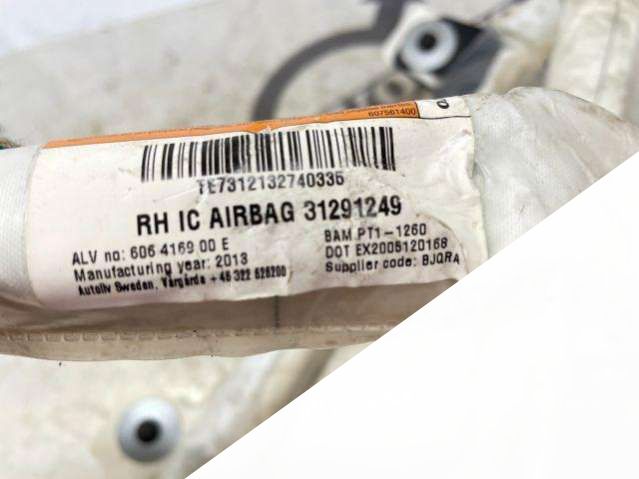 607561400
TE7312132740335
RH IC AIRBAG 31291249
ALV no: 606 4169 00 E
Manufacturing year: 2013
Autoliv Sweden, Vårgårda +46 322 626200
BAM PT1-1260
DOT EX2005120168
Supplier code: BJQRA